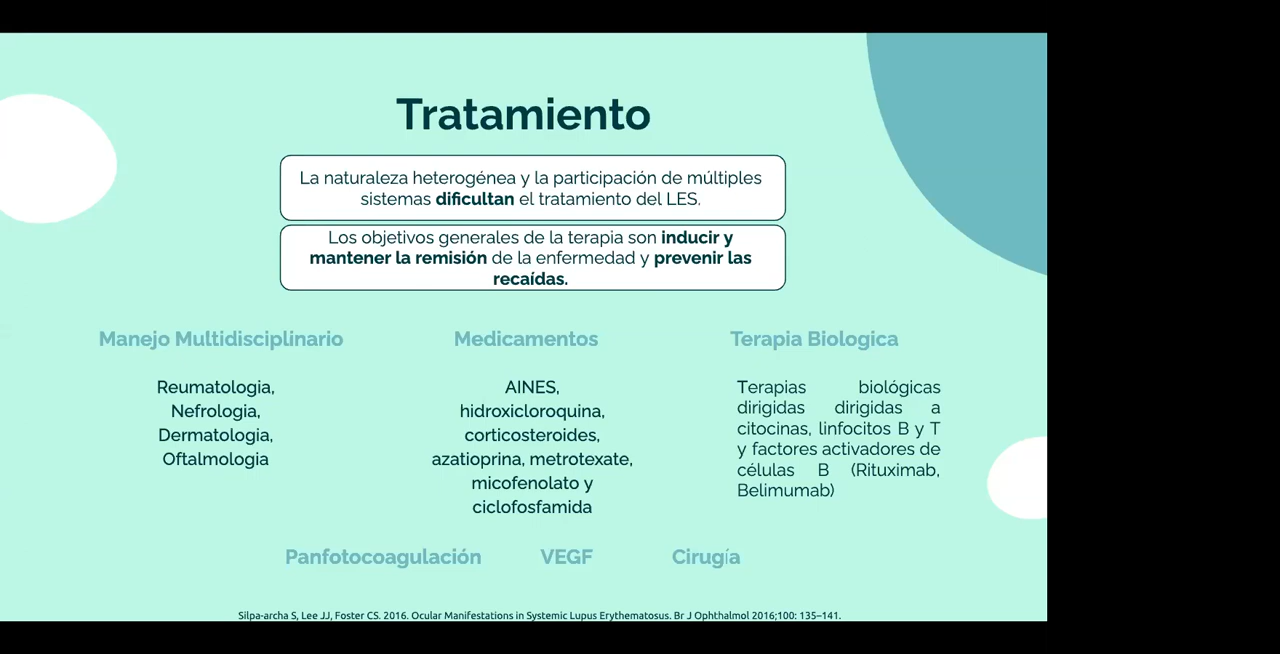 Tratamiento
La naturaleza heterogénea y la participación de múltiples
sistemas dificultan el tratamiento del LES.
Los objetivos generales de la terapia son inducir y
mantener la remisión de la enfermedad y prevenir las
recaídas.
Manejo Multidisciplinario
Reumatologia,
Nefrologia,
Dermatologia,
Oftalmologia
Medicamentos
AINES,
hidroxicloroquina,
corticosteroides,
azatioprina, metrotexate,
micofenolato y
ciclofosfamida
Terapia Biologica
Terapias biológicas
dirigidas dirigidas a
citocinas, linfocitos B y T
y factores activadores de
células B (Rituximab,
Belimumab)
Panfotocoagulación
VEGF
Cirugía
Silpa-archa S, Lee JJ, Foster CS. 2016. Ocular Manifestations in Systemic Lupus Erythematosus. Br J Ophthalmol 2016;100: 135–141.